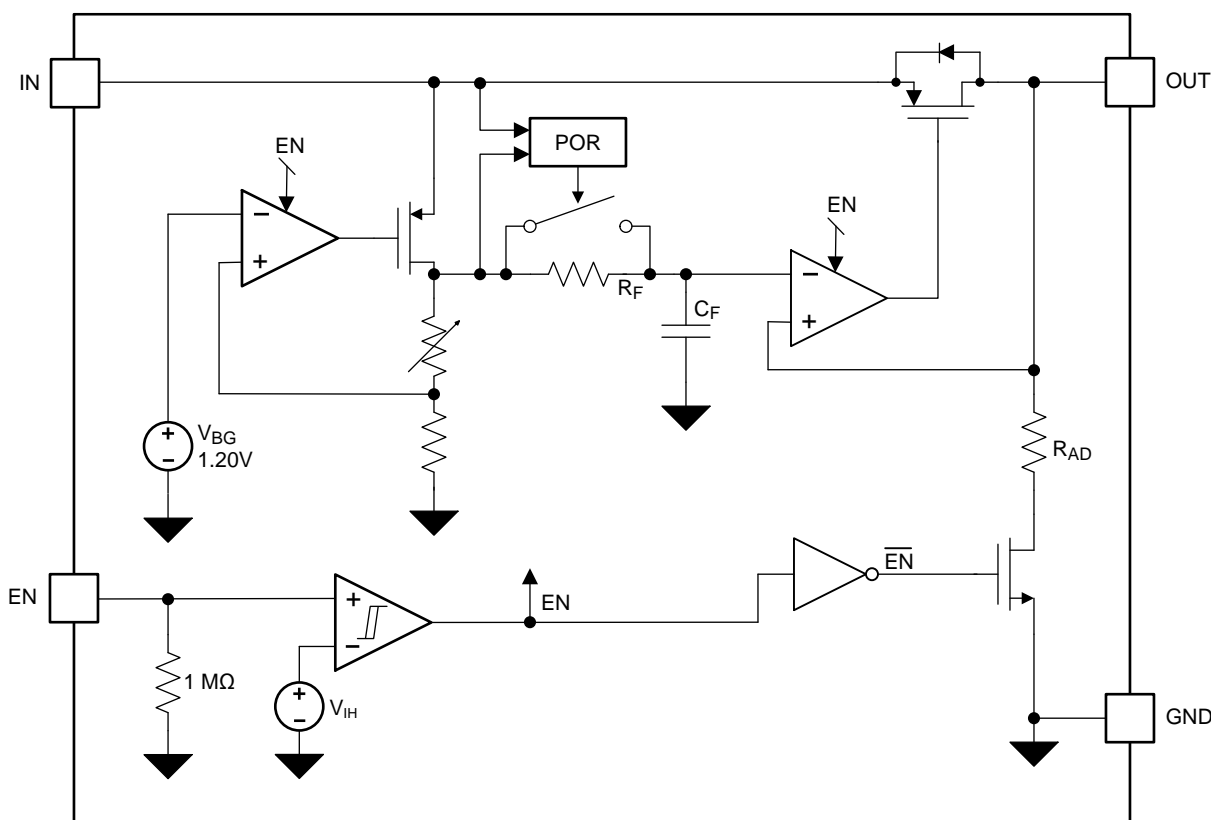 IN
OUT
POR
EN
EN
−
+
−
+
R_F
C_F
+
−
V_BG
1.20V
R_AD
EN
+
−
EN
E̅N̅
1 MΩ
+
−
V_IH
GND